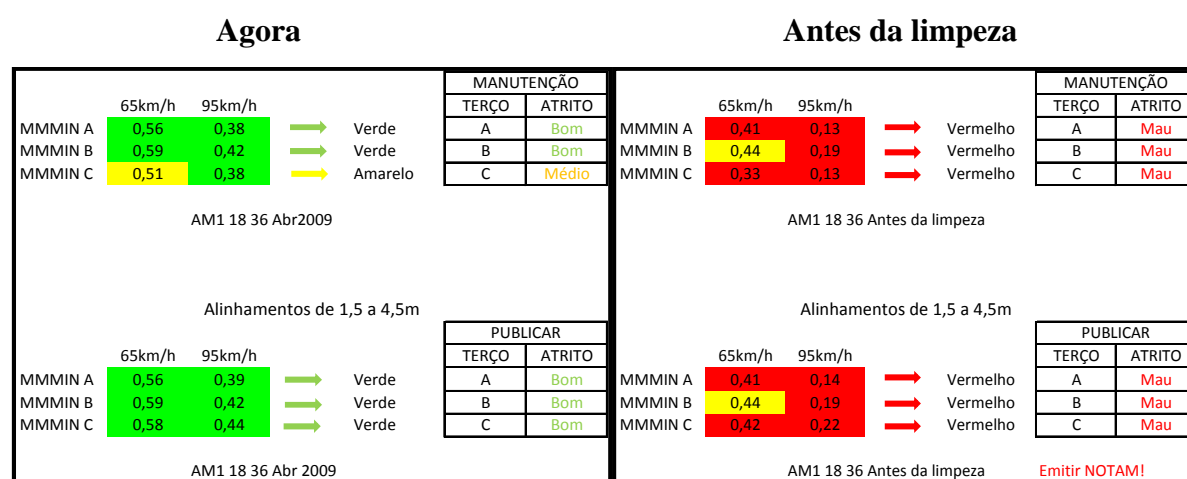 Agora
Antes da limpeza
MANUTENÇÃO
65km/h 95km/h TERÇO ATRITO
MMMIN A 0,56 0,38 Verde A Bom
MMMIN B 0,59 0,42 Verde B Bom
MMMIN C 0,51 0,38 Amarelo C Médio
AM1 18 36 Abr2009
Alinhamentos de 1,5 a 4,5m
PUBLICAR
65km/h 95km/h TERÇO ATRITO
MMMIN A 0,56 0,39 Verde A Bom
MMMIN B 0,59 0,42 Verde B Bom
MMMIN C 0,58 0,44 Verde C Bom
AM1 18 36 Abr 2009
MANUTENÇÃO
65km/h 95km/h TERÇO ATRITO
MMMIN A 0,41 0,13 Vermelho A Mau
MMMIN B 0,44 0,19 Vermelho B Mau
MMMIN C 0,33 0,13 Vermelho C Mau
AM1 18 36 Antes da limpeza
Alinhamentos de 1,5 a 4,5m
PUBLICAR
65km/h 95km/h TERÇO ATRITO
MMMIN A 0,41 0,14 Vermelho A Mau
MMMIN B 0,44 0,19 Vermelho B Mau
MMMIN C 0,42 0,22 Vermelho C Mau
AM1 18 36 Antes da limpeza Emitir NOTAM!